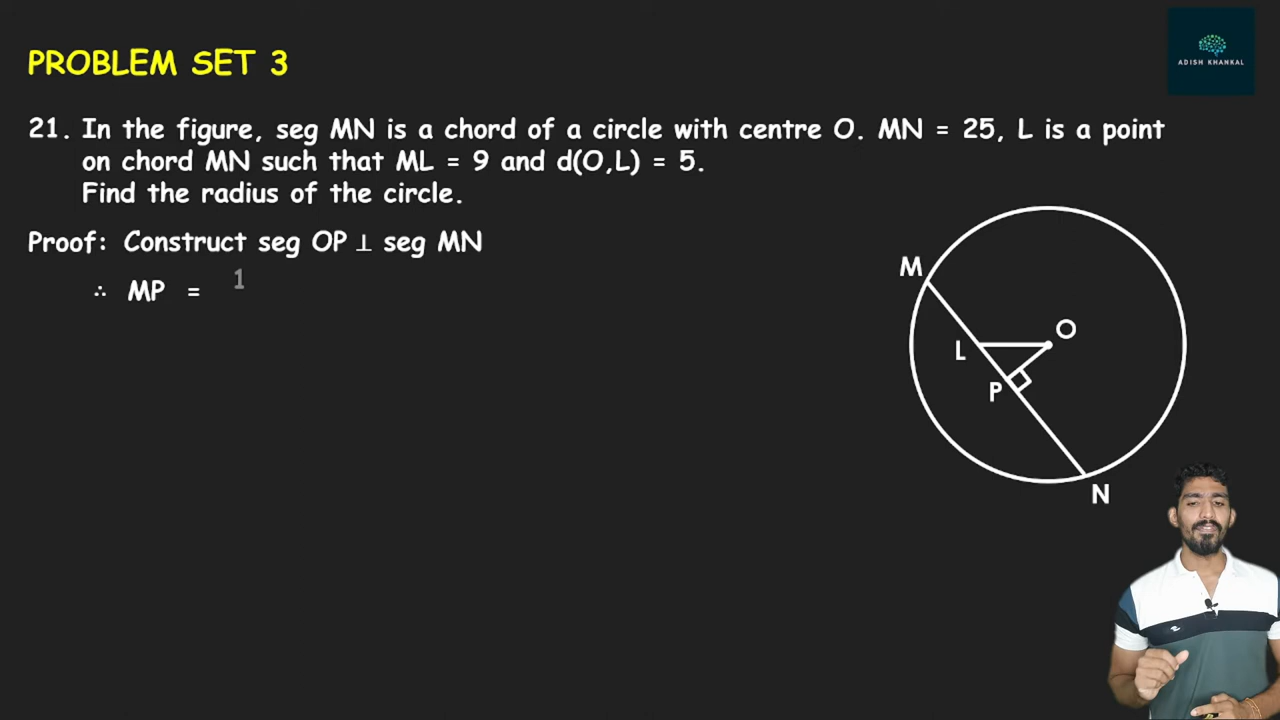 ADISH KHANKAL
PROBLEM SET 3
21. In the figure, seg MN is a chord of a circle with centre O. MN = 25, L is a point
on chord MN such that ML = 9 and d(O,L) = 5.
Find the radius of the circle.
Proof: Construct seg OP ⊥ seg MN
∴ MP = 1
M
O
L
P
N